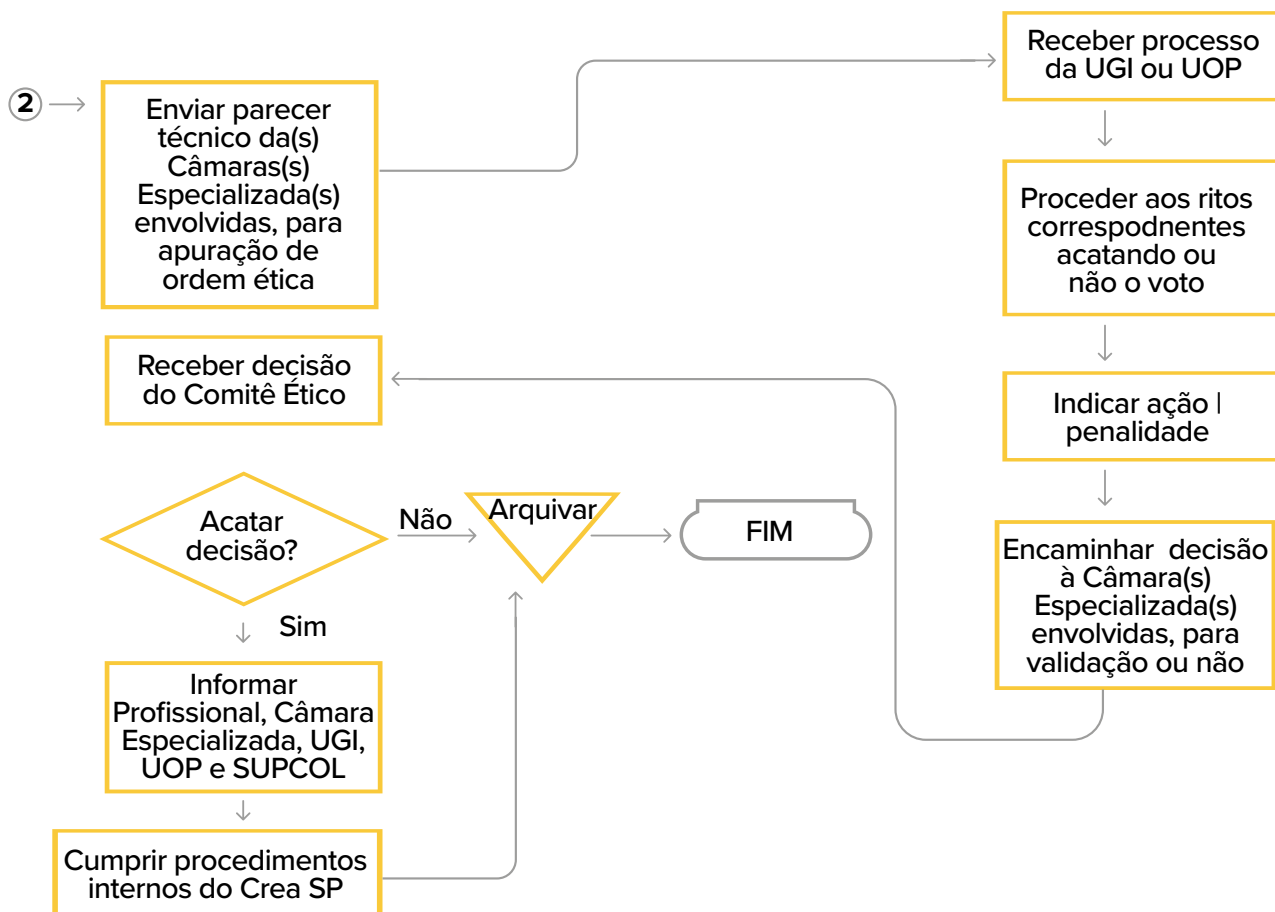 2
Enviar parecer
técnico da(s)
Câmaras(s)
Especializada(s)
envolvidas, para
apuração de
ordem ética
Receber processo
da UGI ou UOP
Proceder aos ritos
correspodnentes
acatando ou
não o voto
Indicar ação |
penalidade
Encaminhar decisão
à Câmara(s)
Especializada(s)
envolvidas, para
validação ou não
Receber decisão
do Comitê Ético
Acatar
decisão?
Não
Arquivar
FIM
Sim
Informar
Profissional, Câmara
Especializada, UGI,
UOP e SUPCOL
Cumprir procedimentos
internos do Crea SP